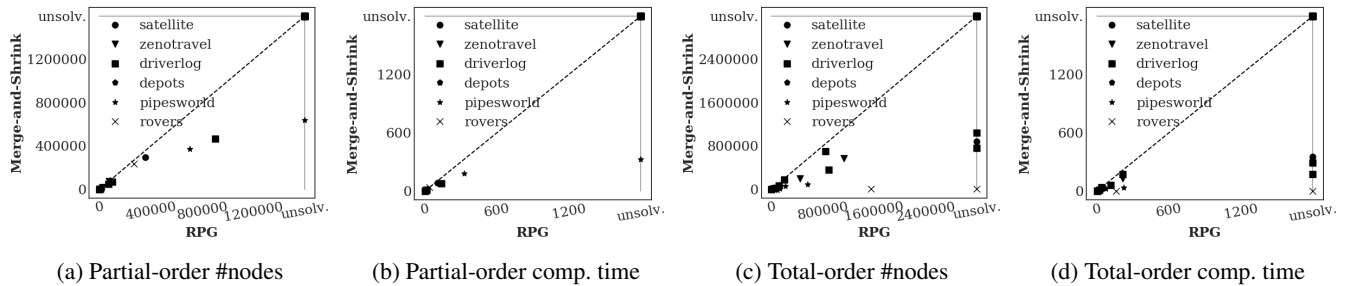 unsolv.
1200000
800000
400000
0
Merge-and-Shrink
satellite
zenotravel
driverlog
depots
pipesworld
rovers
0 400000 800000 1200000 unsolv.
RPG
(a) Partial-order #nodes
unsolv.
1200
600
0
Merge-and-Shrink
satellite
zenotravel
driverlog
depots
pipesworld
rovers
0 600 1200 unsolv.
RPG
(b) Partial-order comp. time
unsolv.
2400000
1600000
800000
0
Merge-and-Shrink
satellite
zenotravel
driverlog
depots
pipesworld
rovers
0 800000 1600000 2400000 unsolv.
RPG
(c) Total-order #nodes
unsolv.
1200
600
0
Merge-and-Shrink
satellite
zenotravel
driverlog
depots
pipesworld
rovers
0 600 1200 unsolv.
RPG
(d) Total-order comp. time